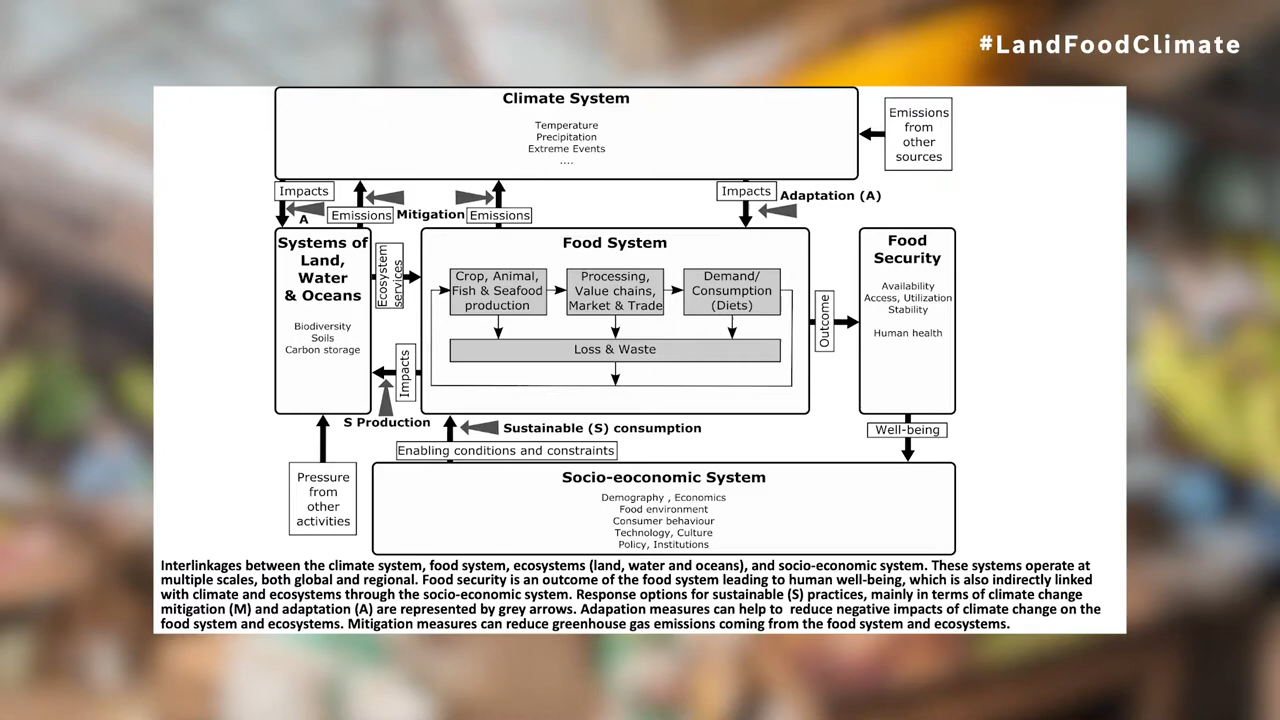 #LandFoodClimate
Climate System
Temperature
Precipitation
Extreme Events
....
Emissions
from
other
sources
Impacts
A
Emissions
Mitigation
Emissions
Impacts
Adaptation (A)
Systems of
Land,
Water
& Oceans
Biodiversity
Soils
Carbon storage
Ecosystem
services
Impacts
S Production
Food System
Crop, Animal,
Fish & Seafood
production
Processing,
Value chains,
Market & Trade
Demand/
Consumption
(Diets)
Loss & Waste
Outcome
Food
Security
Availability
Access, Utilization
Stability
Human health
Well-being
Sustainable (S) consumption
Enabling conditions and constraints
Pressure
from
other
activities
Socio-eoconomic System
Demography , Economics
Food environment
Consumer behaviour
Technology, Culture
Policy, Institutions
Interlinkages between the climate system, food system, ecosystems (land, water and oceans), and socio-economic system. These systems operate at
multiple scales, both global and regional. Food security is an outcome of the food system leading to human well-being, which is also indirectly linked
with climate and ecosystems through the socio-economic system. Response options for sustainable (S) practices, mainly in terms of climate change
mitigation (M) and adaptation (A) are represented by grey arrows. Adapation measures can help to reduce negative impacts of climate change on the
food system and ecosystems. Mitigation measures can reduce greenhouse gas emissions coming from the food system and ecosystems.